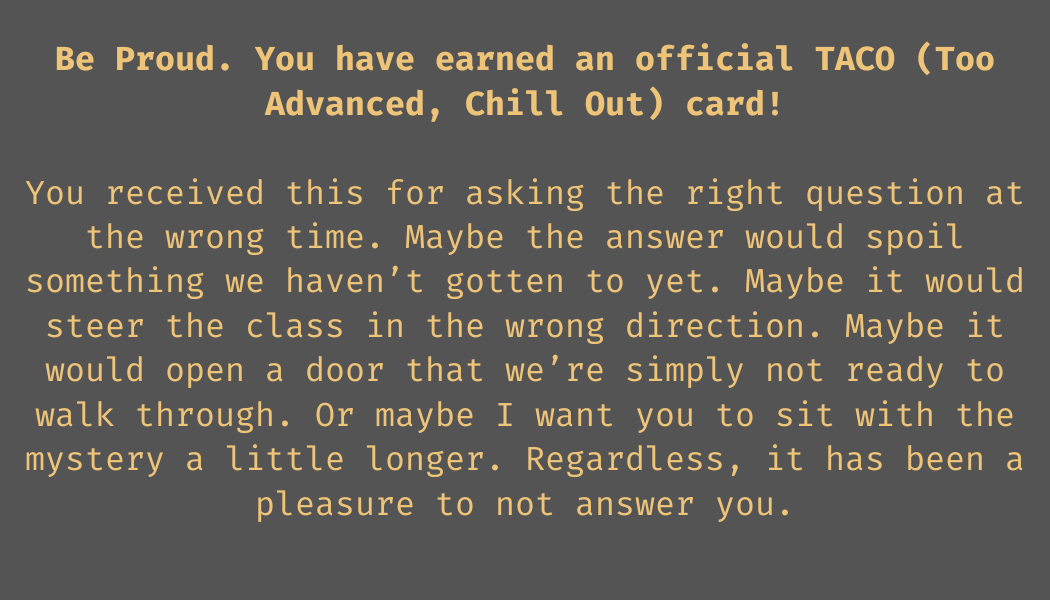 Be Proud. You have earned an official TACO (Too
Advanced, Chill Out) card!
You received this for asking the right question at
the wrong time. Maybe the answer would spoil
something we haven’t gotten to yet. Maybe it would
steer the class in the wrong direction. Maybe it
would open a door that we’re simply not ready to
walk through. Or maybe I want you to sit with the
mystery a little longer. Regardless, it has been a
pleasure to not answer you.